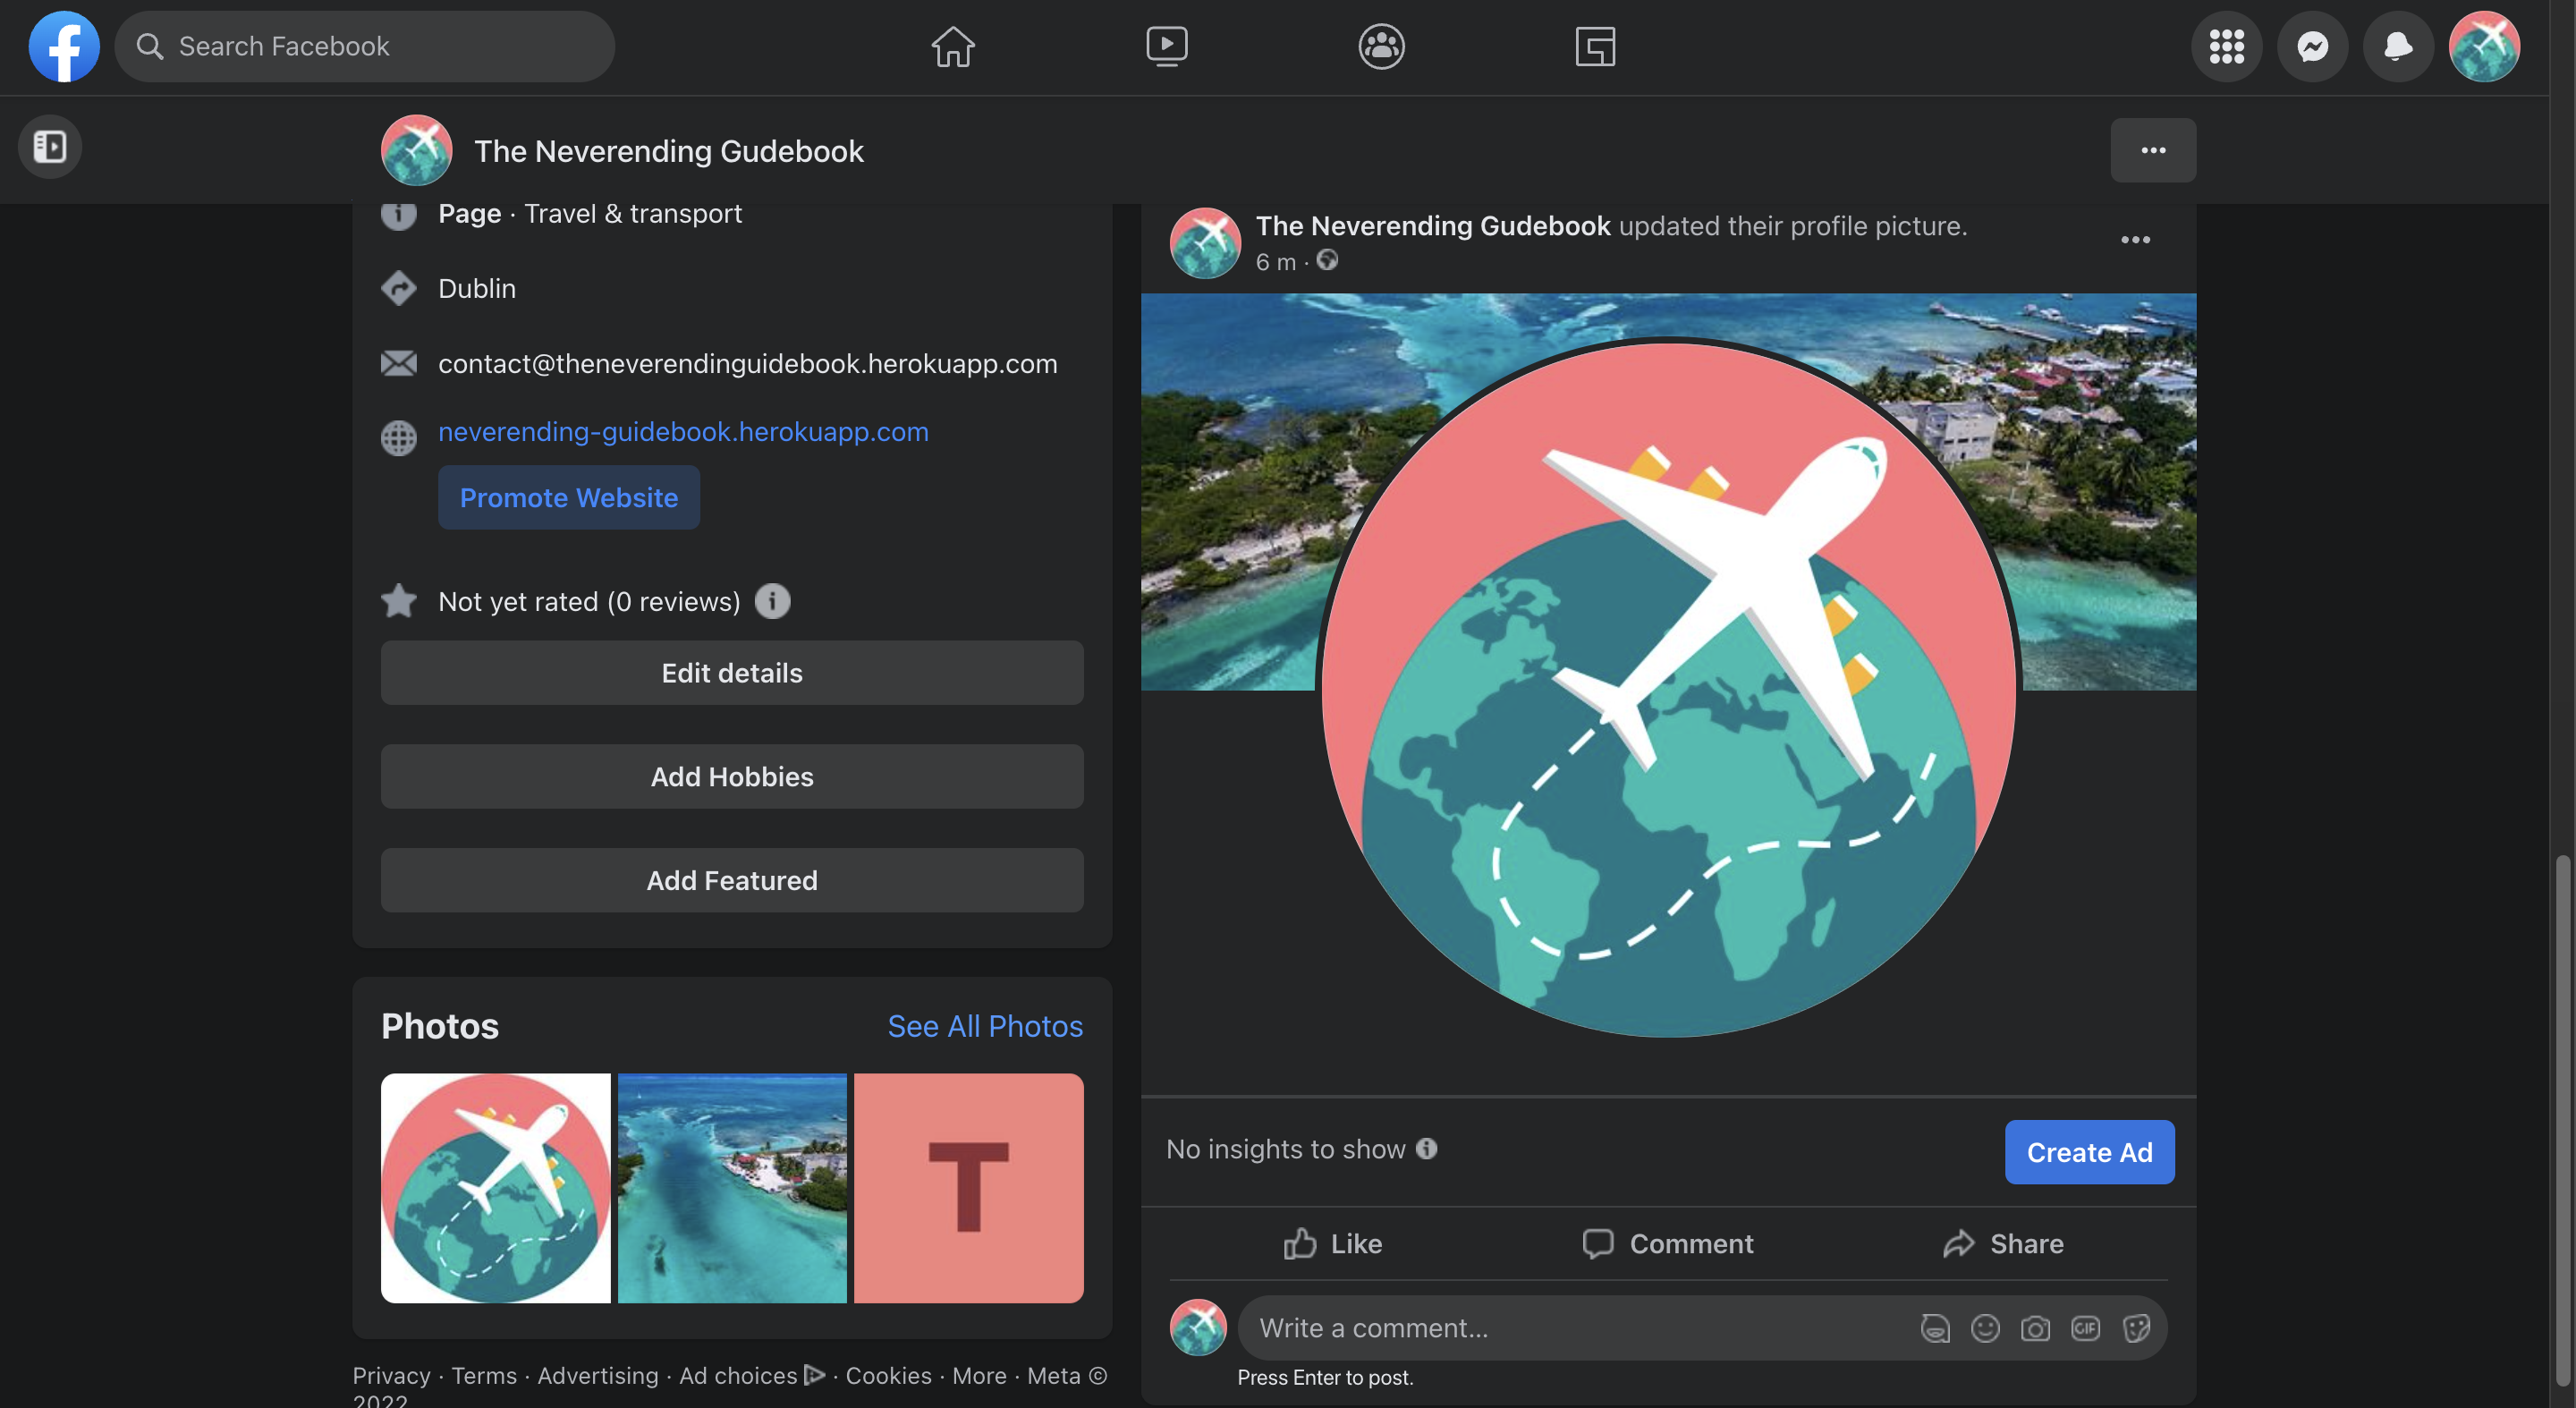 Search Facebook
The Neverending Gudebook
Page · Travel & transport
Dublin
contact@theneverendinguidebook.herokuapp.com
neverending-guidebook.herokuapp.com
Promote Website
Not yet rated (0 reviews)
Edit details
Add Hobbies
Add Featured
Photos
See All Photos
T
Privacy · Terms · Advertising · Ad choices · Cookies · More · Meta ©
2022
The Neverending Gudebook updated their profile picture.
6 m ·
No insights to show
Create Ad
Like
Comment
Share
Write a comment...
GIF
Press Enter to post.